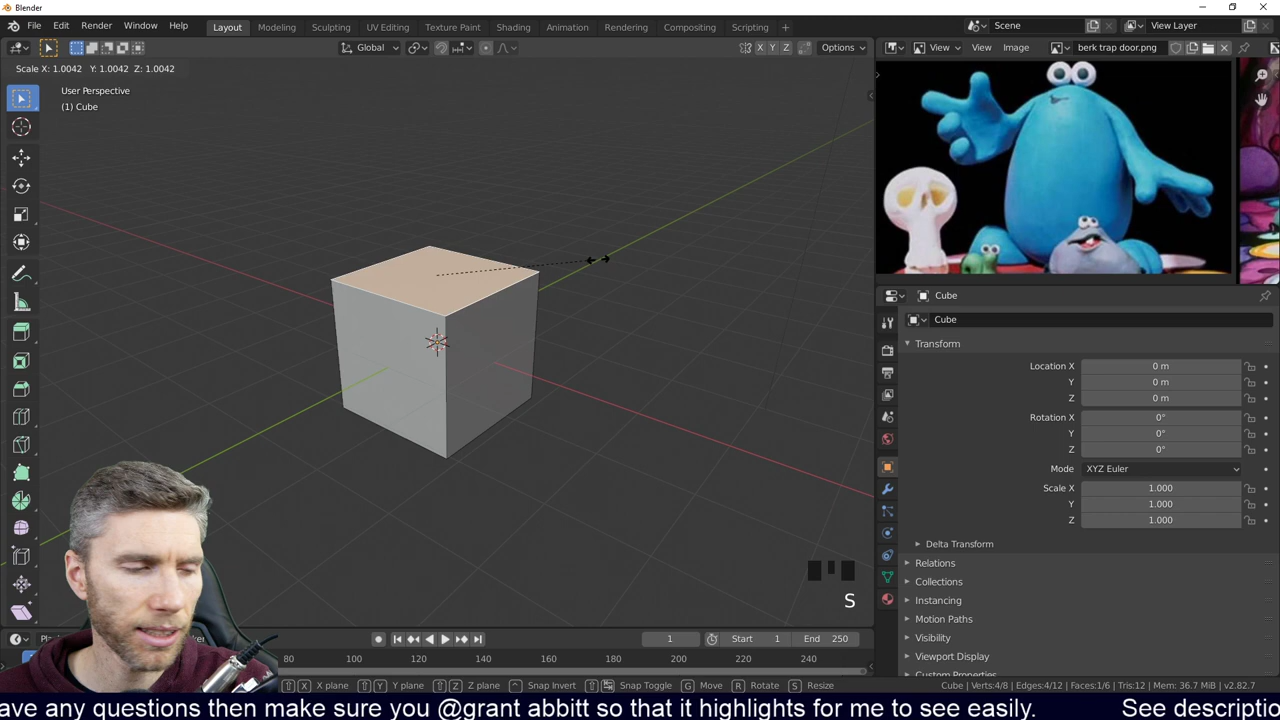 Blender
File Edit Render Window Help
Layout Modeling Sculpting UV Editing Texture Paint Shading Animation Rendering Compositing Scripting +
Scene
View Layer
Global
X Y Z Options
View View Image berk trap door.png
Scale X: 1.0042 Y: 1.0042 Z: 1.0042
User Perspective
(1) Cube
Cube
Cube
Transform
Location X 0 m
Y 0 m
Z 0 m
Rotation X 0°
Y 0°
Z 0°
Mode XYZ Euler
Scale X 1.000
Y 1.000
Z 1.000
Delta Transform
Relations
Collections
Instancing
Motion Paths
Visibility
Viewport Display
Custom Properties
S
1 Start 1 End 250
80 100 120 140 160 180 200 220 240
X plane Y plane Z plane Snap Invert Snap Toggle G Move R Rotate S Resize
Cube | Verts:4/8 | Edges:4/12 | Faces:1/6 | Tris:12 | Mem: 36.7 MiB | v2.82.7
ave any questions then make sure you @grant abbitt so that it highlights for me to see easily. See descriptio